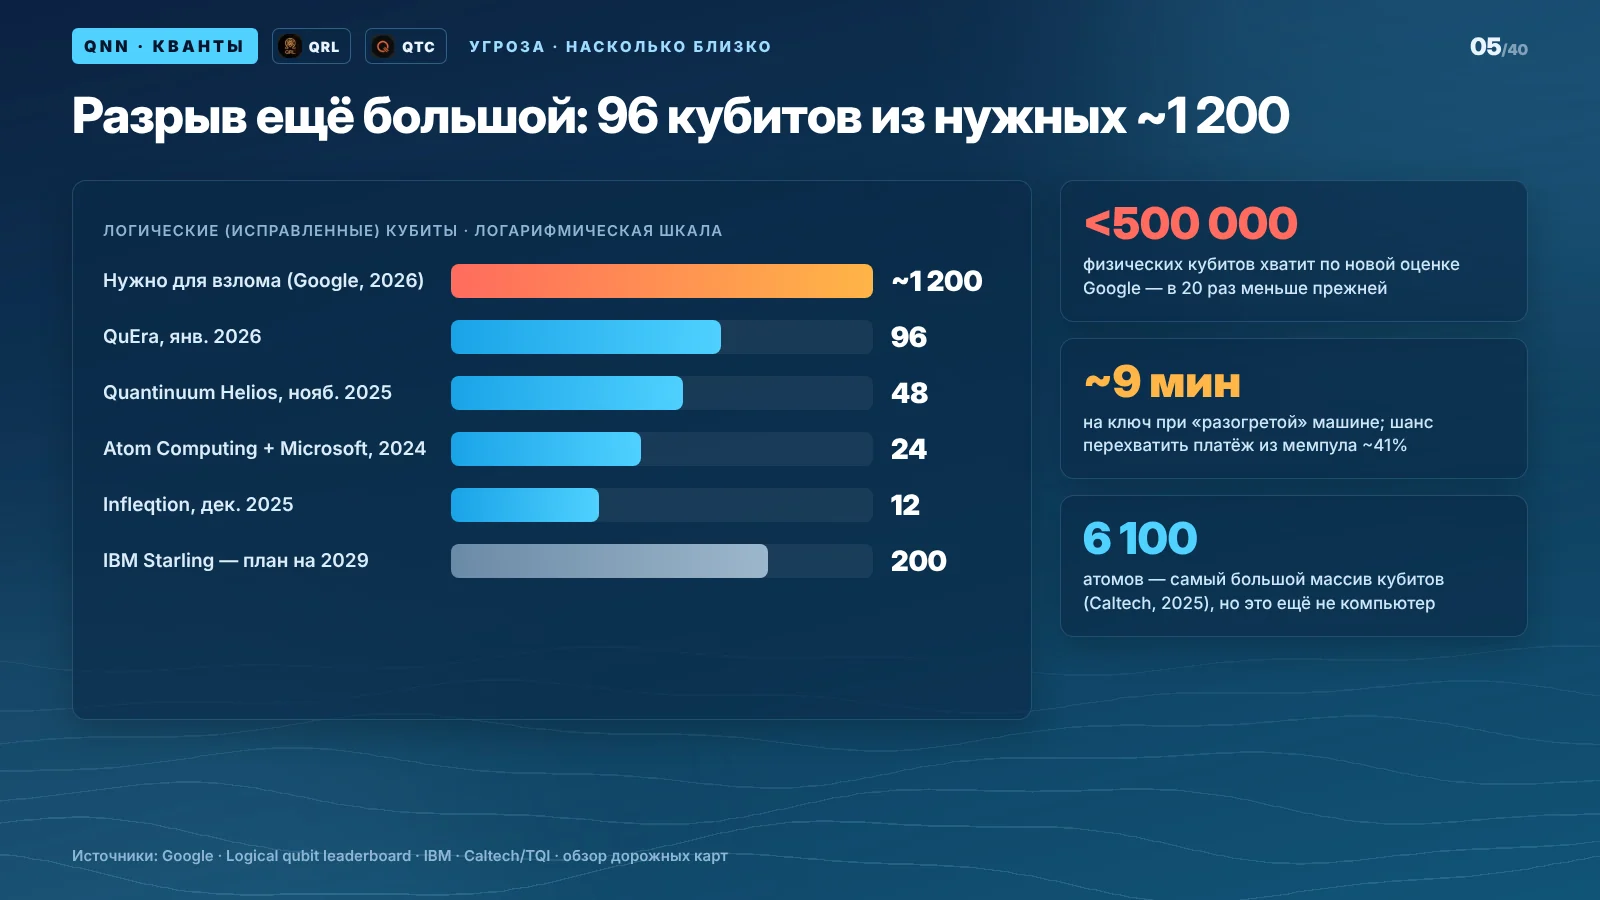 QNN · КВАНТЫ
QRL
QTC
УГРОЗА · НАСКОЛЬКО БЛИЗКО
05/40
Разрыв ещё большой: 96 кубитов из нужных ~1 200
ЛОГИЧЕСКИЕ (ИСПРАВЛЕННЫЕ) КУБИТЫ · ЛОГАРИФМИЧЕСКАЯ ШКАЛА
Нужно для взлома (Google, 2026) ~1 200
QuEra, янв. 2026 96
Quantinuum Helios, нояб. 2025 48
Atom Computing + Microsoft, 2024 24
Infleqtion, дек. 2025 12
IBM Starling — план на 2029 200
<500 000
физических кубитов хватит по новой оценке
Google — в 20 раз меньше прежней
~9 мин
на ключ при «разогретой» машине; шанс
перехватить платёж из мемпула ~41%
6 100
атомов — самый большой массив кубитов
(Caltech, 2025), но это ещё не компьютер
Источники: Google · Logical qubit leaderboard · IBM · Caltech/TQI · обзор дорожных карт